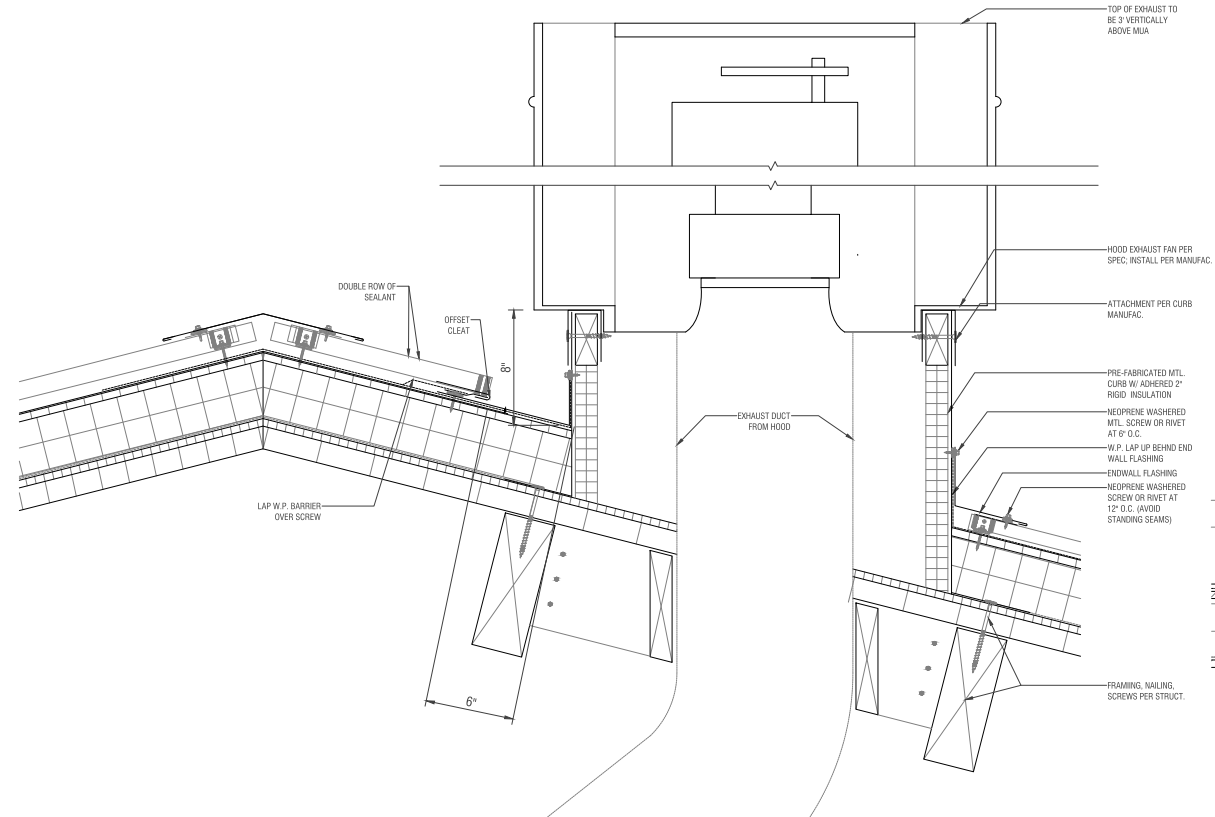 TOP OF EXHAUST TO
BE 3' VERTICALLY
ABOVE MUA
HOOD EXHAUST FAN PER
SPEC; INSTALL PER MANUFAC.
DOUBLE ROW OF
SEALANT
OFFSET
CLEAT
8"
ATTACHMENT PER CURB
MANUFAC.
PRE-FABRICATED MTL.
CURB W/ ADHERED 2"
RIGID INSULATION
EXHAUST DUCT
FROM HOOD
NEOPRENE WASHERED
MTL. SCREW OR RIVET
AT 6" O.C.
W.P. LAP UP BEHND END
WALL FLASHING
ENDWALL FLASHING
NEOPRENE WASHERED
SCREW OR RIVET AT
12" O.C. (AVOID
STANDING SEAMS)
LAP W.P. BARRIER
OVER SCREW
6"
FRAMIING, NAILING,
SCREWS PER STRUCT.